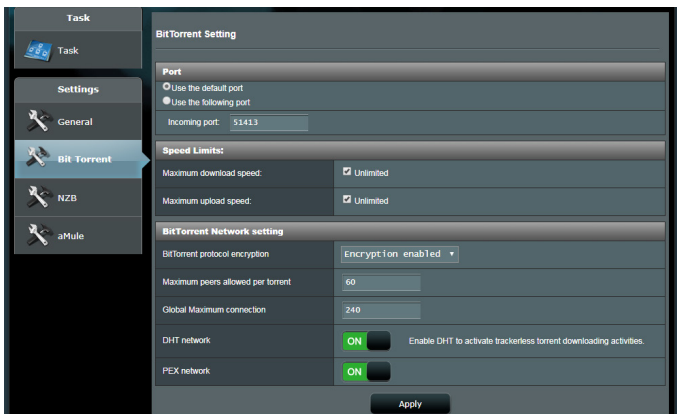 Task
Task
Settings
General
Bit Torrent
NZB
aMule
BitTorrent Setting
Port
Use the default port
Use the following port
Incoming port: 51413
Speed Limits:
Maximum download speed: Unlimited
Maximum upload speed: Unlimited
BitTorrent Network setting
BitTorrent protocol encryption Encryption enabled
Maximum peers allowed per torrent 60
Global Maximum connection 240
DHT network ON Enable DHT to activate trackerless torrent downloading activities.
PEX network ON
Apply